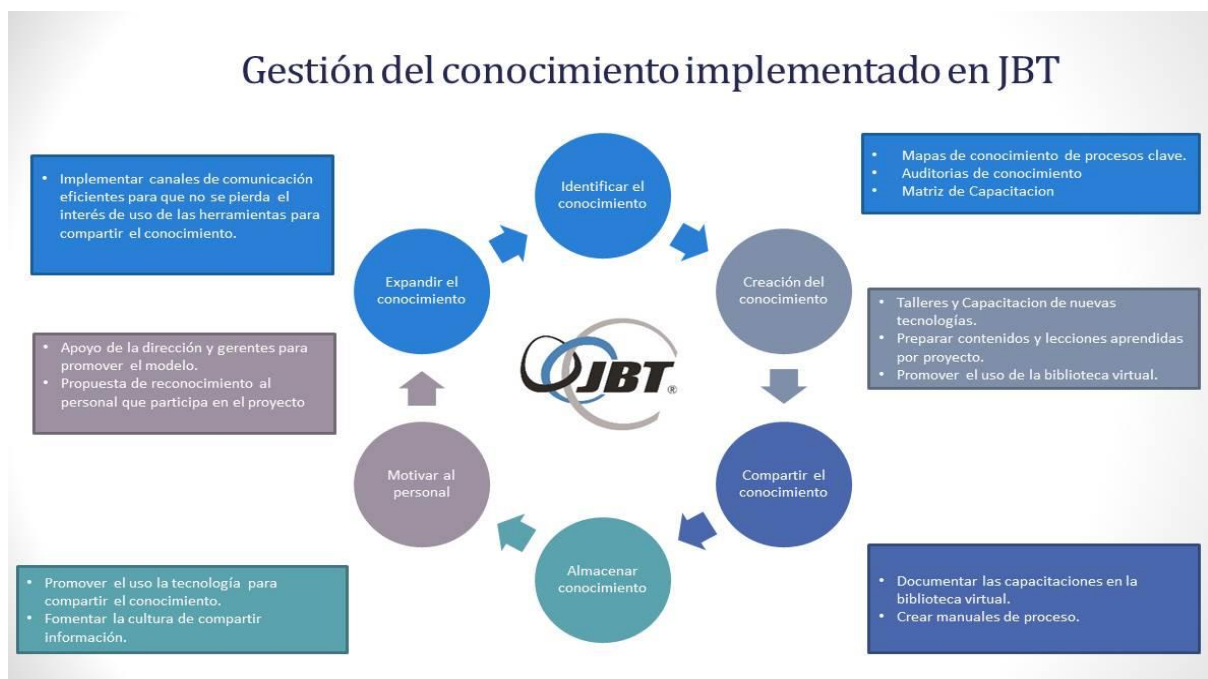 Gestión del conocimiento implementado en JBT
• Implementar canales de comunicación
eficientes para que no se pierda el
interés de uso de las herramientas para
compartir el conocimiento.
Identificar el
conocimiento
• Mapas de conocimiento de procesos clave.
• Auditorias de conocimiento
• Matriz de Capacitacion
Expandir el
conocimiento
Creación del
conocimiento
• Talleres y Capacitacion de nuevas
tecnologías.
• Preparar contenidos y lecciones aprendidas
por proyecto.
• Promover el uso de la biblioteca virtual.
• Apoyo de la dirección y gerentes para
promover el modelo.
• Propuesta de reconocimiento al
personal que participa en el proyecto
JBT®
Motivar al
personal
Compartir el
conocimiento
Almacenar
conocimiento
• Promover el uso la tecnología para
compartir el conocimiento.
• Fomentar la cultura de compartir
información.
• Documentar las capacitaciones en la
biblioteca virtual.
• Crear manuales de proceso.